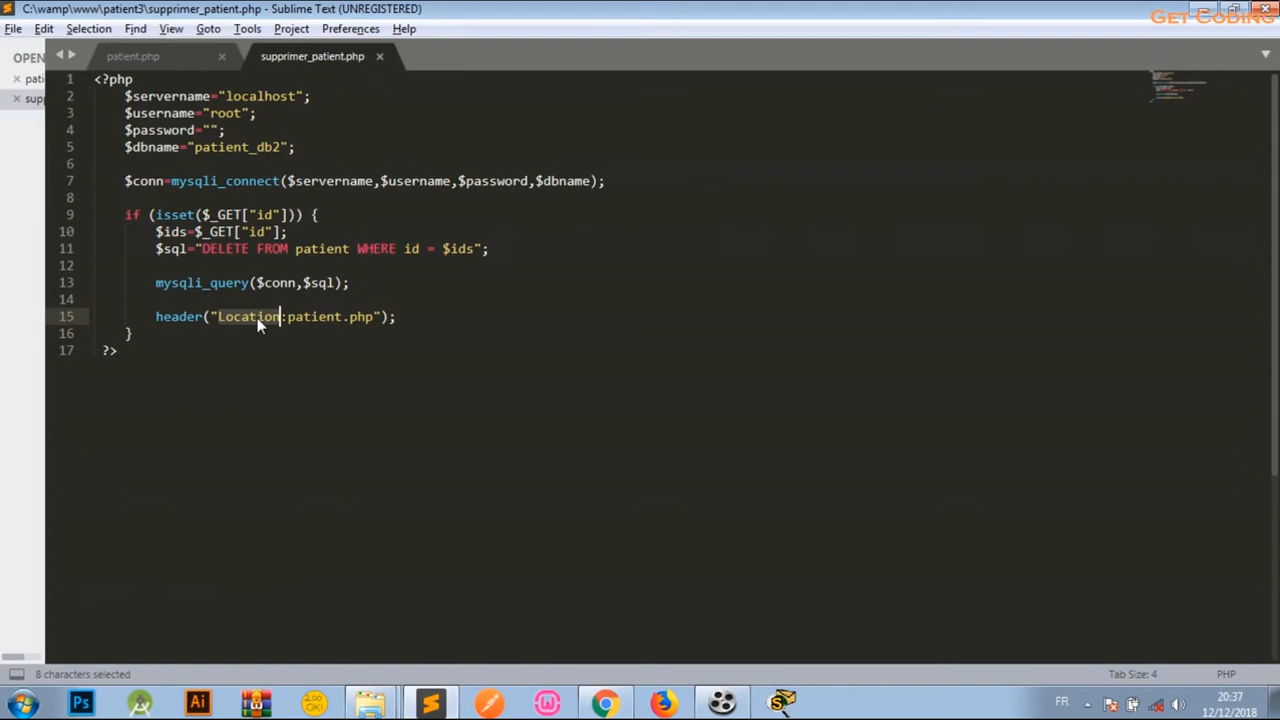 C:\wamp\www\patient3\supprimer_patient.php - Sublime Text (UNREGISTERED)
GET CODING
File Edit Selection Find View Goto Tools Project Preferences Help
OPEN
patient.php ×
supprimer_patient.php ×
× pati
× sup
1 <?php
2 $servername="localhost";
3 $username="root";
4 $password="";
5 $dbname="patient_db2";
6
7 $conn=mysqli_connect($servername,$username,$password,$dbname);
8
9 if (isset($_GET["id"])) {
10 $ids=$_GET["id"];
11 $sql="DELETE FROM patient WHERE id = $ids";
12
13 mysqli_query($conn,$sql);
14
15 header("Location:patient.php");
16 }
17 ?>
8 characters selected
Tab Size: 4
PHP
Ps
Ai
FR
20:37
12/12/2018